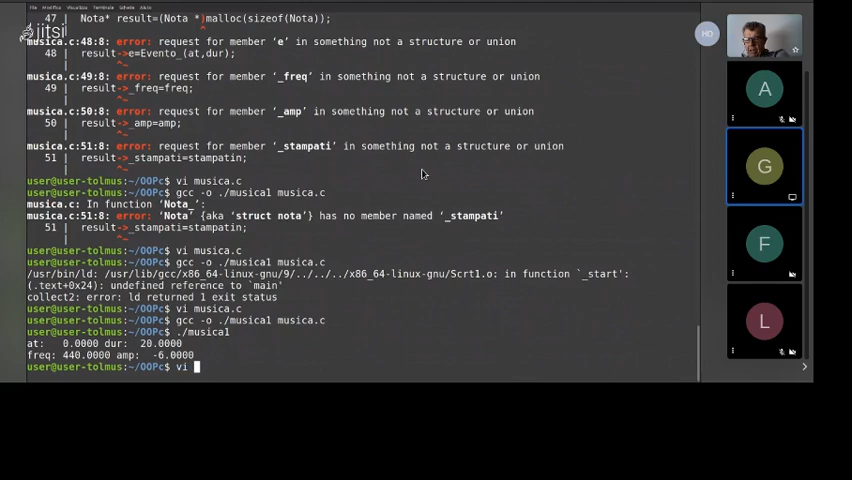 File Modifica Visualizza Terminale Schede Aiuto
jitsi
47 | Nota* result=(Nota *)malloc(sizeof(Nota));
^
musica.c:48:8: error: request for member ‘e’ in something not a structure or union
48 | result->e=Evento_(at,dur);
^~
musica.c:49:8: error: request for member ‘_freq’ in something not a structure or union
49 | result->_freq=freq;
^~
musica.c:50:8: error: request for member ‘_amp’ in something not a structure or union
50 | result->_amp=amp;
^~
musica.c:51:8: error: request for member ‘_stampati’ in something not a structure or union
51 | result->_stampati=stampatin;
^~
user@user-tolmus:~/OOPc$ vi musica.c
user@user-tolmus:~/OOPc$ gcc -o ./musica1 musica.c
musica.c: In function ‘Nota_’:
musica.c:51:8: error: ‘Nota’ {aka ‘struct nota’} has no member named ‘_stampati’
51 | result->_stampati=stampatin;
^~
user@user-tolmus:~/OOPc$ vi musica.c
user@user-tolmus:~/OOPc$ gcc -o ./musica1 musica.c
/usr/bin/ld: /usr/lib/gcc/x86_64-linux-gnu/9/../../../x86_64-linux-gnu/Scrt1.o: in function `_start':
(.text+0x24): undefined reference to `main'
collect2: error: ld returned 1 exit status
user@user-tolmus:~/OOPc$ vi musica.c
user@user-tolmus:~/OOPc$ gcc -o ./musica1 musica.c
user@user-tolmus:~/OOPc$ ./musica1
at: 0.0000 dur: 20.0000
freq: 440.0000 amp: -6.0000
user@user-tolmus:~/OOPc$ vi
HO
A
G
F
L